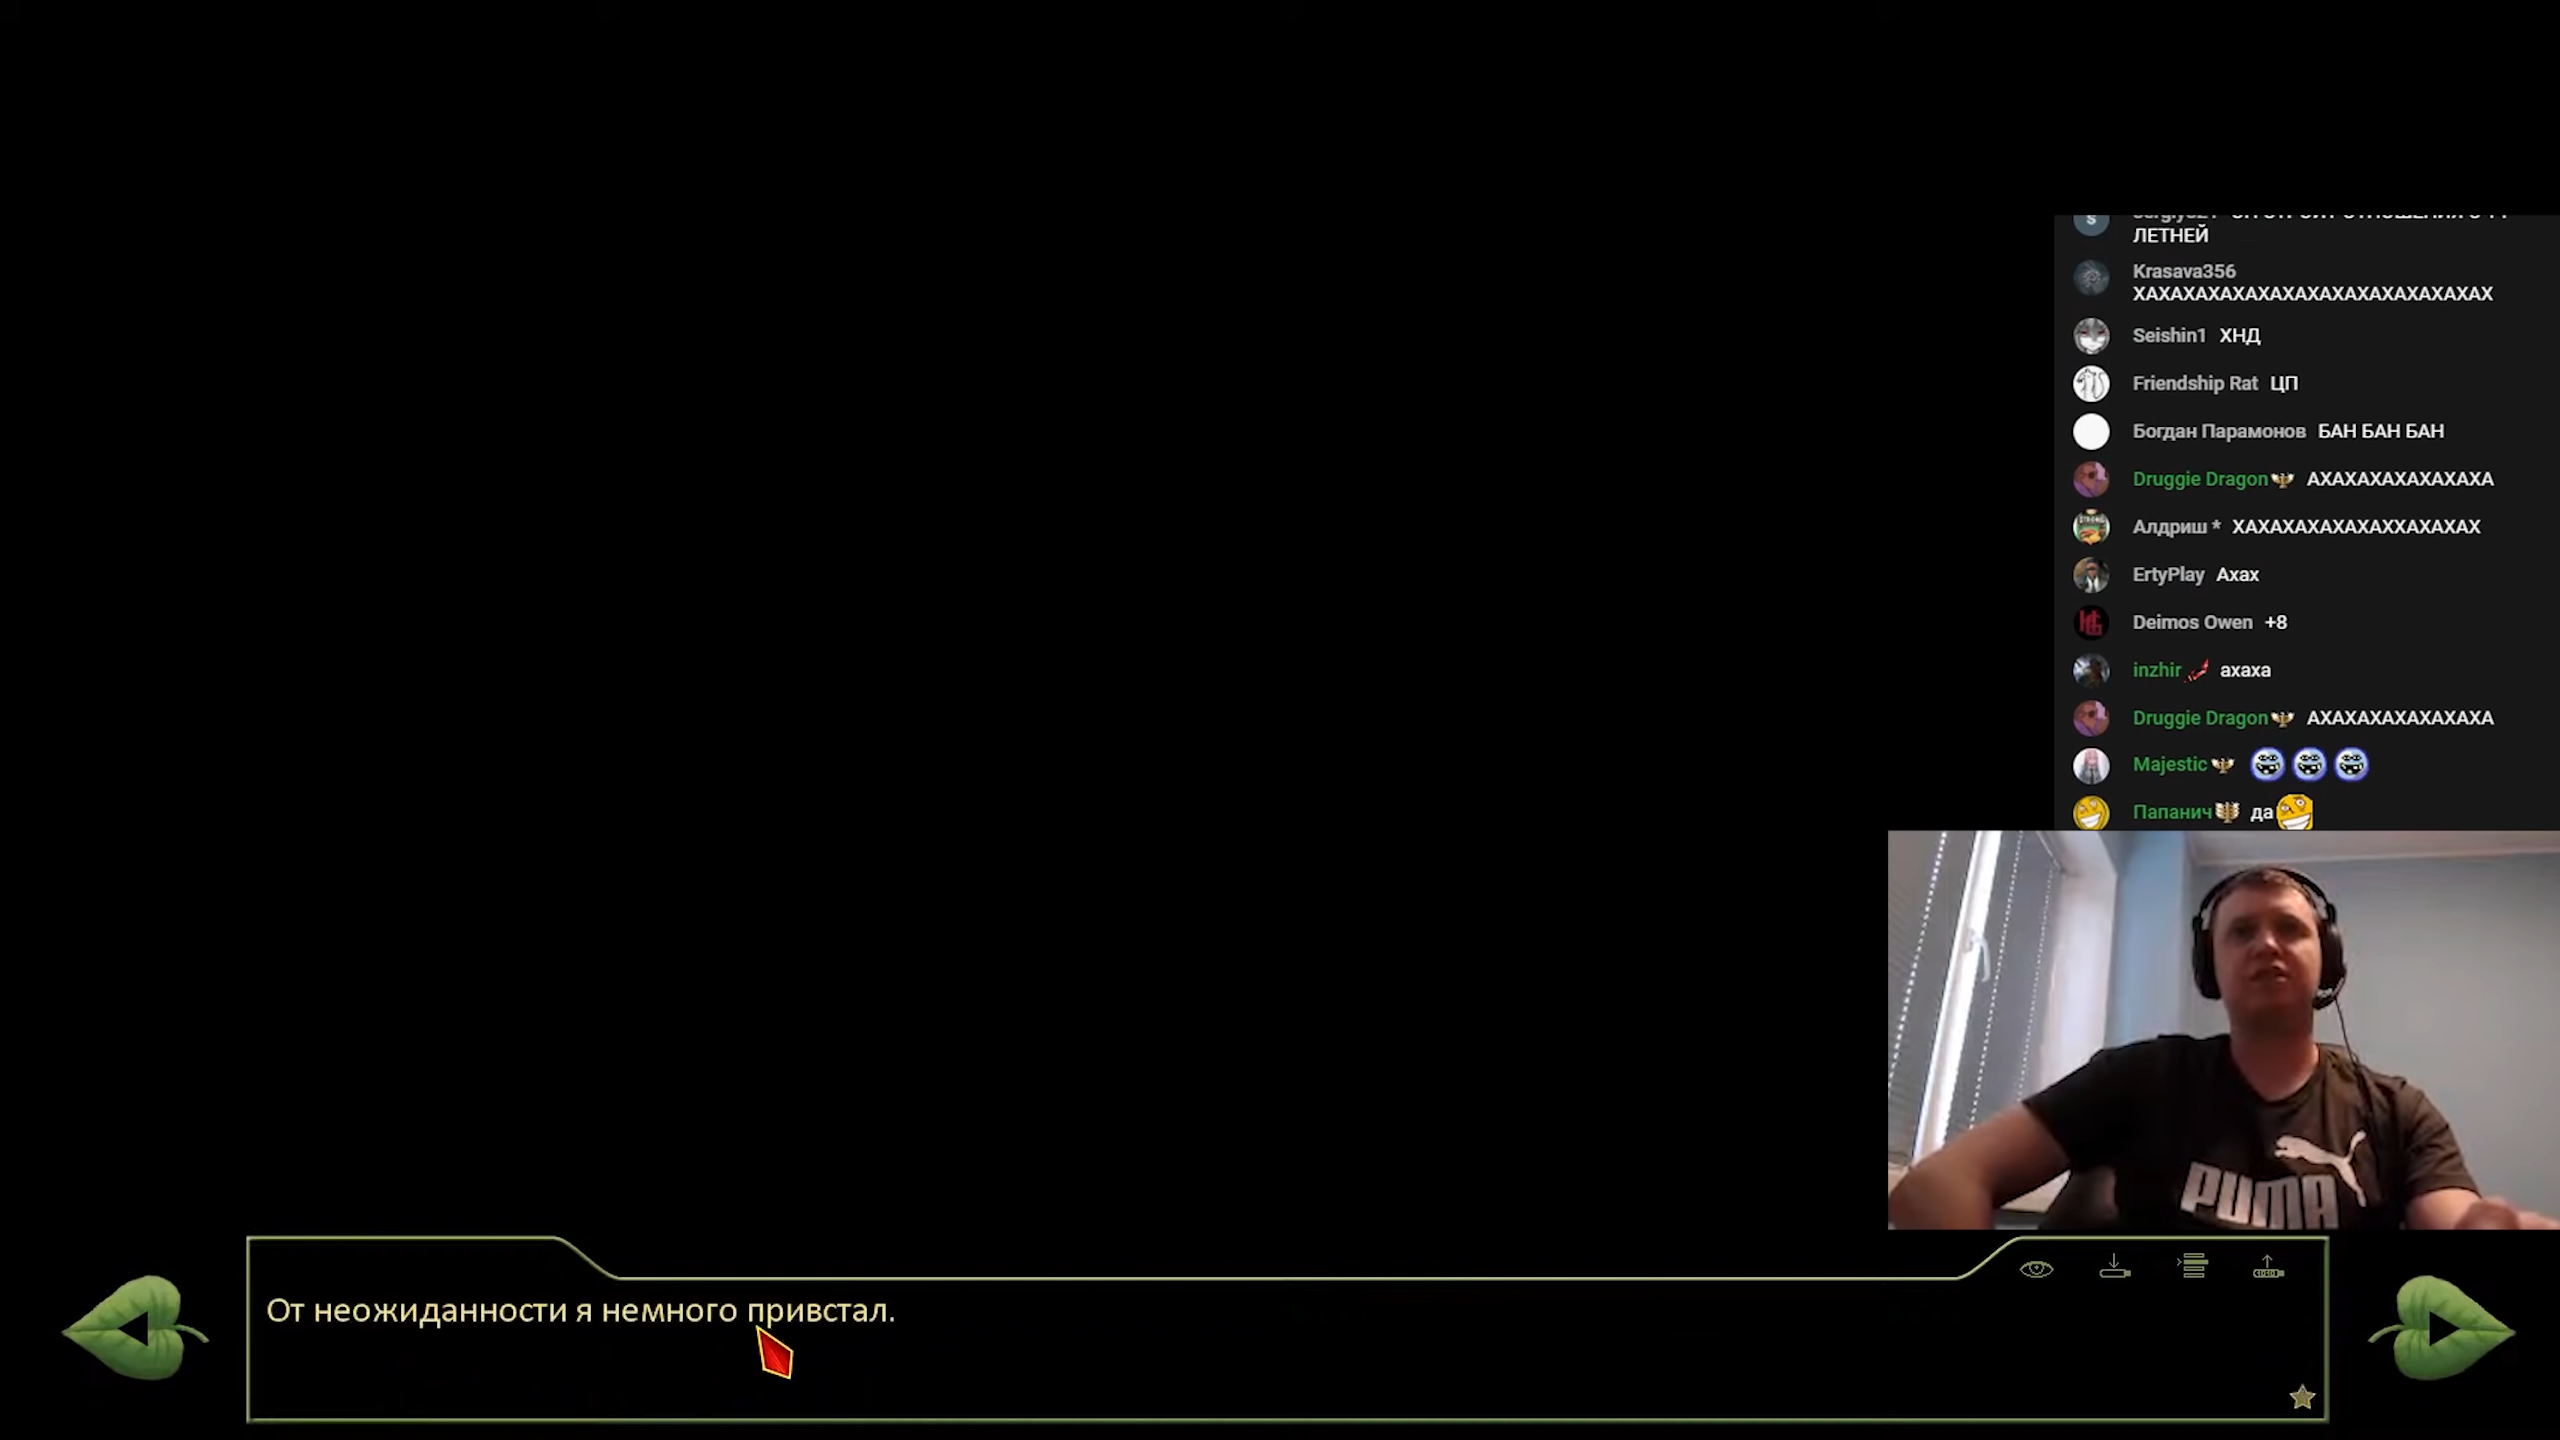 ЛЕТНЕЙ
Krasava356
ХАХАХАХАХАХАХАХАХАХАХАХАХАХАХ
Seishin1 ХНД
Friendship Rat ЦП
Богдан Парамонов БАН БАН БАН
Druggie Dragon АХАХАХАХАХАХАХА
Алдриш * ХАХАХАХАХАХАХХАХАХАХ
ErtyPlay Ахах
Deimos Owen +8
inzhir ахаха
Druggie Dragon АХАХАХАХАХАХАХА
Majestic
Папанич да
PUMA
От неожиданности я немного привстал.